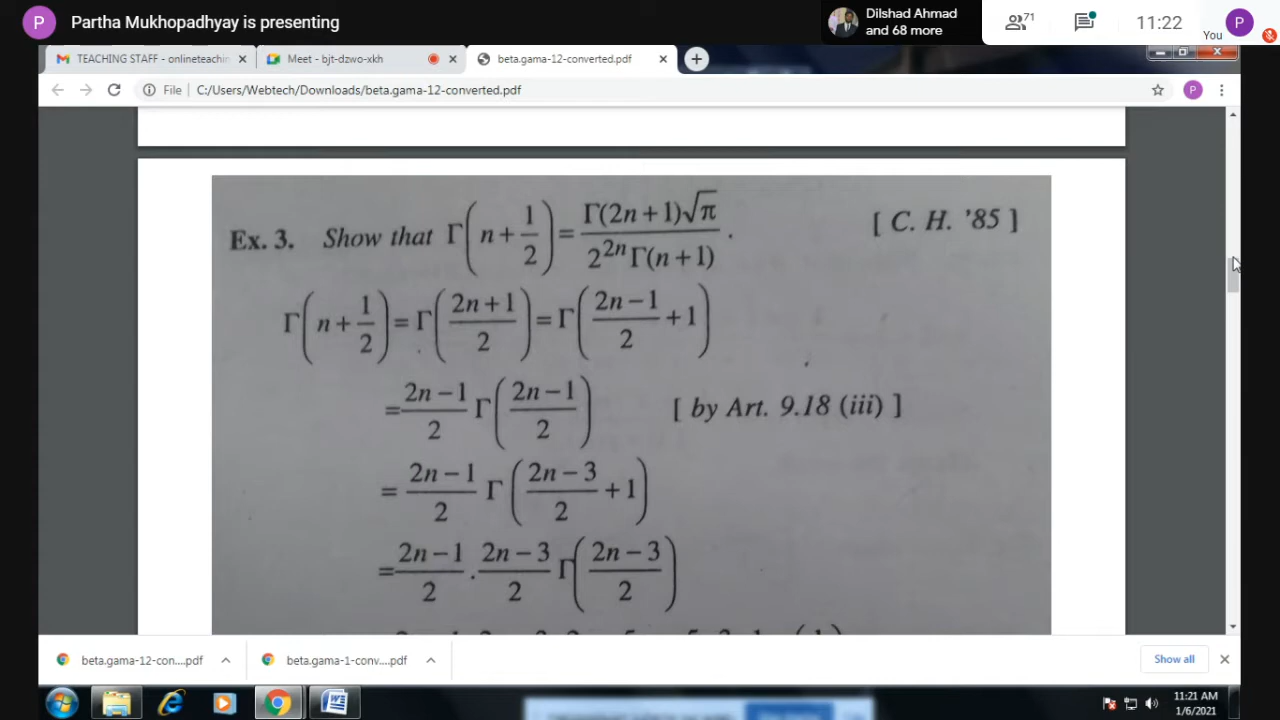 P Partha Mukhopadhyay is presenting
Dilshad Ahmad
and 68 more
71
11:22
You
P
TEACHING STAFF - onlineteachin
Meet - bjt-dzwo-xkh
beta.gama-12-converted.pdf
File | C:/Users/Webtech/Downloads/beta.gama-12-converted.pdf
P
Ex. 3. Show that Γ(n + 1/2) = Γ(2n+1)√π / 2^{2n} Γ(n+1) . [ C. H. '85 ]
Γ(n + 1/2) = Γ((2n+1)/2) = Γ((2n−1)/2 + 1)
= (2n−1)/2 Γ((2n−1)/2) [ by Art. 9.18 (iii) ]
= (2n−1)/2 Γ((2n−3)/2 + 1)
= (2n−1)/2 . (2n−3)/2 Γ((2n−3)/2)
beta.gama-12-con....pdf
beta.gama-1-conv....pdf
Show all
11:21 AM
1/6/2021